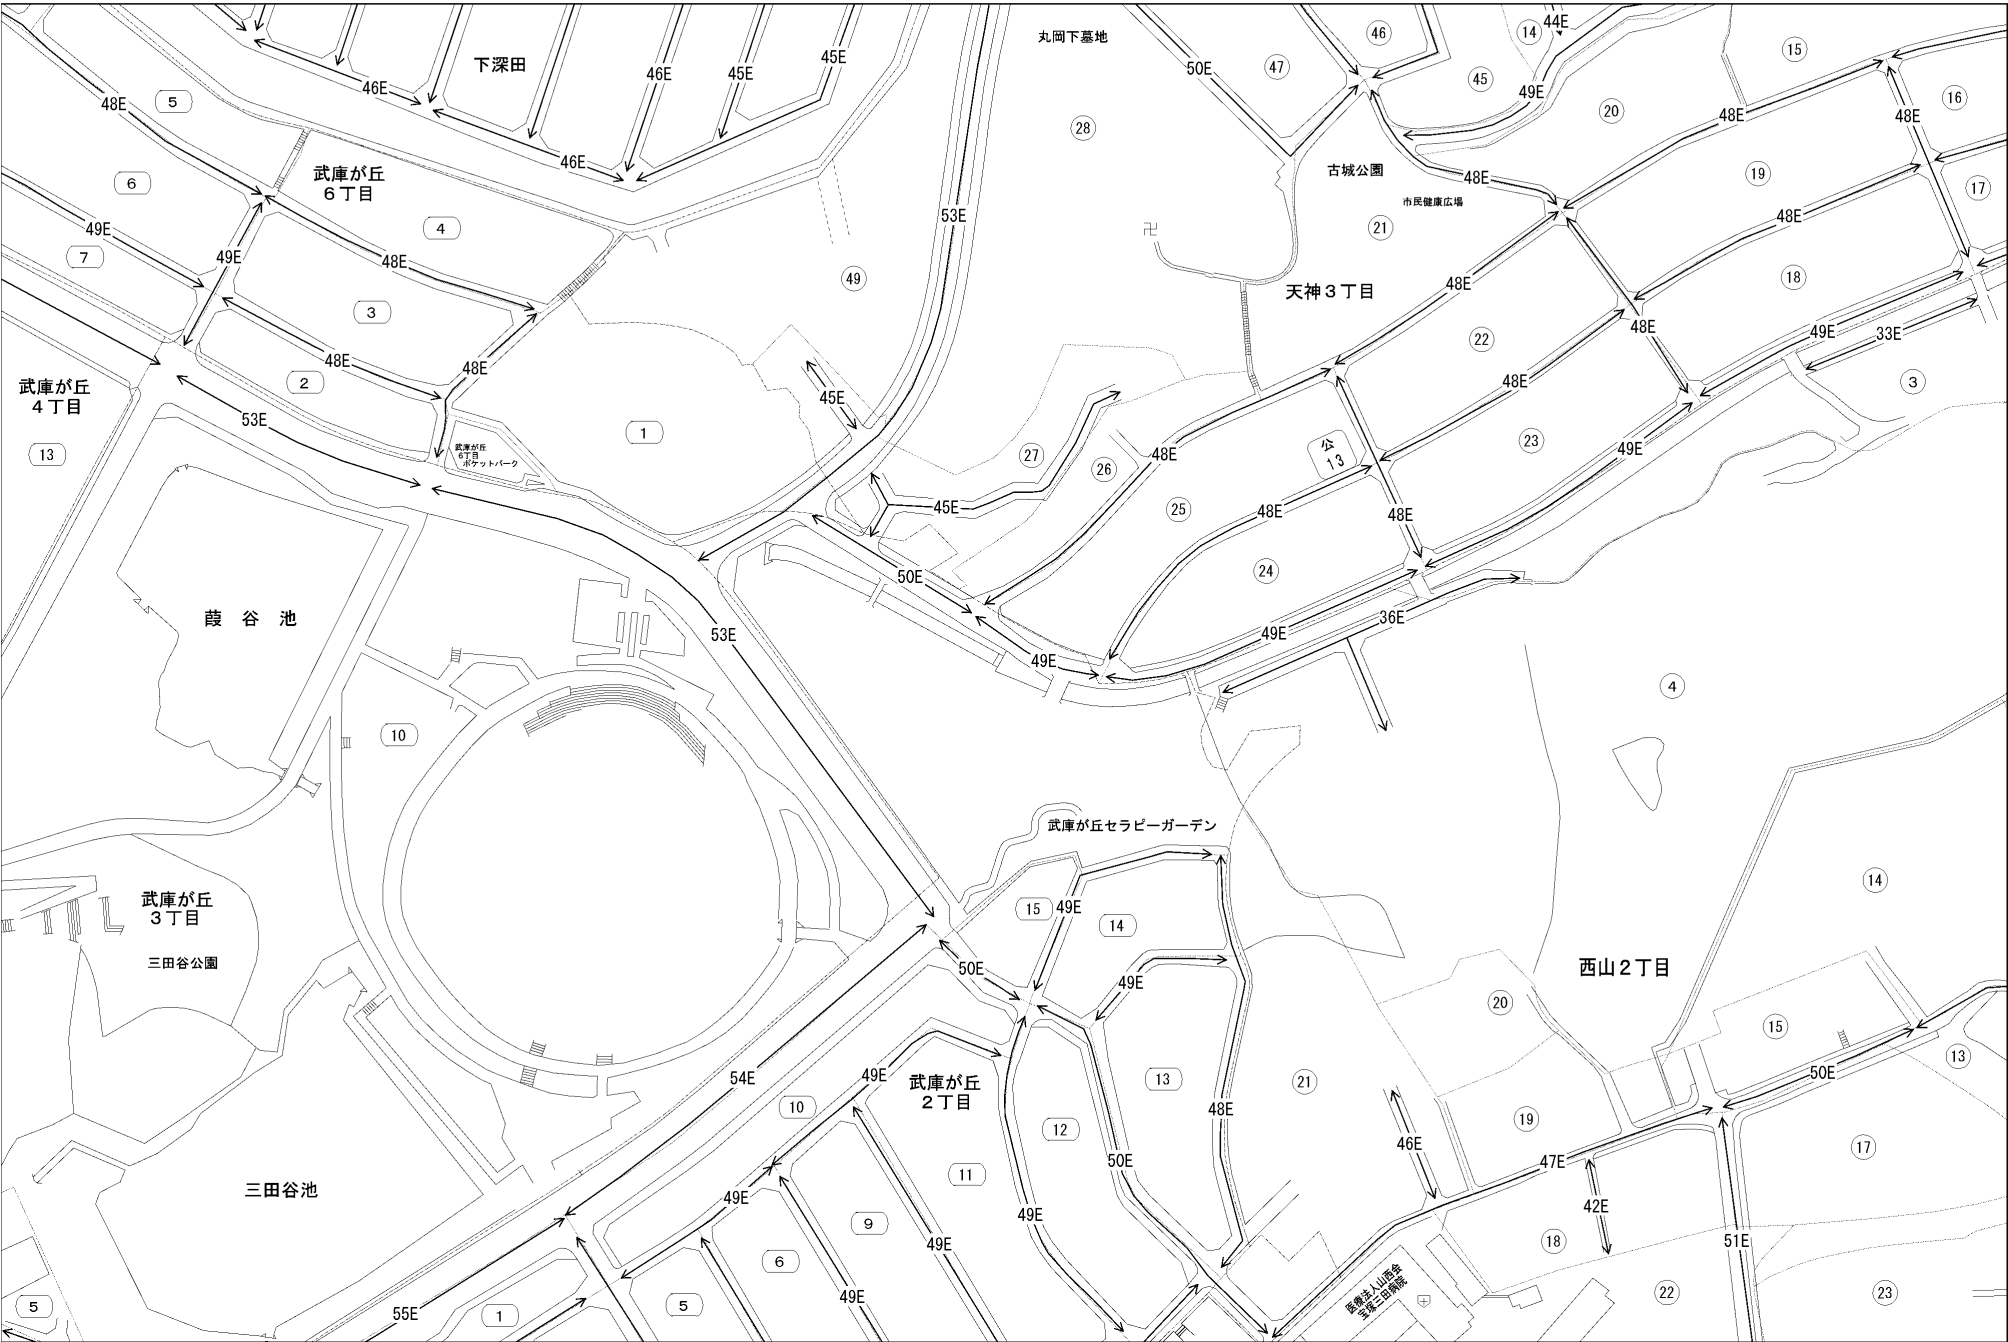 丸岡下墓地
46
14
44E
15
下深田
47
45
50E
46E
45E
45E
46E
5
48E
49E
20
16
28
48E
48E
46E
武庫が丘
6丁目
6
古城公園
48E
19
17
市民健康広場
4
49E
53E
卍
21
48E
7
49E
48E
49
天神3丁目
48E
18
3
48E
49E
33E
22
48E
2
48E
48E
3
武庫が丘
4丁目
45E
53E
1
27
26
公
13
23
49E
13
武庫が丘
6丁目
ポケットパーク
48E
45E
25
48E
48E
50E
24
葭谷池
53E
49E
36E
49E
4
10
武庫が丘セラピーガーデン
14
武庫が丘
3丁目
15
49E
14
三田谷公園
50E
49E
西山2丁目
20
15
13
54E
49E
武庫が丘
2丁目
13
21
50E
10
12
48E
19
46E
17
50E
47E
11
三田谷池
49E
42E
49E
9
49E
18
51E
6
医療法人山西会
宝塚三田病院
22
23
5
55E
1
5
49E